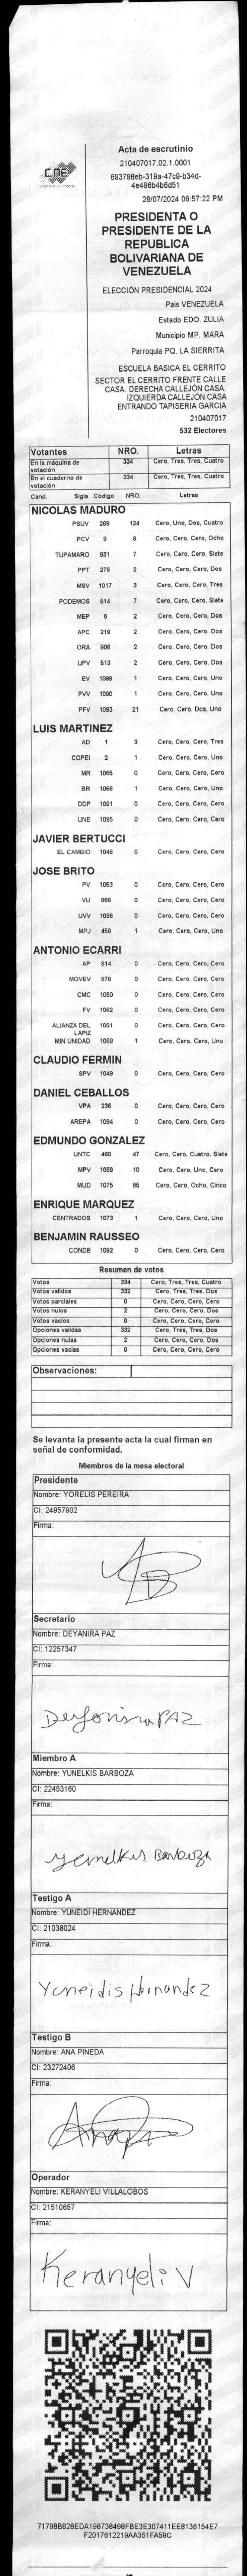 CNE
Acta de escrutinio
210407017.02.1.0001
693798eb-319a-47c9-b34d-
4e496b4b6d51
28/07/2024 06:57:22 PM
PRESIDENTA O
PRESIDENTE DE LA
REPUBLICA
BOLIVARIANA DE
VENEZUELA
ELECCIÓN PRESIDENCIAL 2024
Pais VENEZUELA
Estado EDO. ZULIA
Municipio MP. MARA
Parroquia PQ. LA SIERRITA
ESCUELA BASICA EL CERRITO
SECTOR EL CERRITO FRENTE CALLE
CASA. DERECHA CALLEJÓN CASA.
IZQUIERDA CALLEJÓN CASA
ENTRANDO TAPISERIA GARCIA
210407017
532 Electores
Votantes NRO. Letras
En la máquina de votación 334 Cero, Tres, Tres, Cuatro
En el cuaderno de votación 334 Cero, Tres, Tres, Cuatro
Cand. Sigla Código NRO. Letras
NICOLAS MADURO
PSUV 269 124 Cero, Uno, Dos, Cuatro
PCV 9 8 Cero, Cero, Cero, Ocho
TUPAMARO 931 7 Cero, Cero, Cero, Siete
PPT 276 2 Cero, Cero, Cero, Dos
MSV 1017 3 Cero, Cero, Cero, Tres
PODEMOS 514 7 Cero, Cero, Cero, Siete
MEP 6 2 Cero, Cero, Cero, Dos
APC 219 2 Cero, Cero, Cero, Dos
ORA 906 2 Cero, Cero, Cero, Dos
UPV 513 2 Cero, Cero, Cero, Dos
EV 1089 1 Cero, Cero, Cero, Uno
PVV 1090 1 Cero, Cero, Cero, Uno
PFV 1093 21 Cero, Cero, Dos, Uno
LUIS MARTINEZ
AD 1 3 Cero, Cero, Cero, Tres
COPEI 2 1 Cero, Cero, Cero, Uno
MR 1065 0 Cero, Cero, Cero, Cero
BR 1066 1 Cero, Cero, Cero, Uno
DDP 1091 0 Cero, Cero, Cero, Cero
UNE 1095 0 Cero, Cero, Cero, Cero
JAVIER BERTUCCI
EL CAMBIO 1048 0 Cero, Cero, Cero, Cero
JOSE BRITO
PV 1053 0 Cero, Cero, Cero, Cero
VU 868 0 Cero, Cero, Cero, Cero
UVV 1096 0 Cero, Cero, Cero, Cero
MPJ 458 1 Cero, Cero, Cero, Uno
ANTONIO ECARRI
AP 814 0 Cero, Cero, Cero, Cero
MOVEV 878 0 Cero, Cero, Cero, Cero
CMC 1050 0 Cero, Cero, Cero, Cero
FV 1062 0 Cero, Cero, Cero, Cero
ALIANZA DEL LAPIZ 1051 0 Cero, Cero, Cero, Cero
MIN UNIDAD 1068 1 Cero, Cero, Cero, Uno
CLAUDIO FERMIN
SPV 1049 0 Cero, Cero, Cero, Cero
DANIEL CEBALLOS
VPA 236 0 Cero, Cero, Cero, Cero
AREPA 1094 0 Cero, Cero, Cero, Cero
EDMUNDO GONZALEZ
UNTC 460 47 Cero, Cero, Cuatro, Siete
MPV 1069 10 Cero, Cero, Uno, Cero
MUD 1075 85 Cero, Cero, Ocho, Cinco
ENRIQUE MARQUEZ
CENTRADOS 1073 1 Cero, Cero, Cero, Uno
BENJAMIN RAUSSEO
CONDE 1092 0 Cero, Cero, Cero, Cero
Resumen de votos
Votos 334 Cero, Tres, Tres, Cuatro
Votos validos 332 Cero, Tres, Tres, Dos
Votos parciales 0 Cero, Cero, Cero, Cero
Votos nulos 2 Cero, Cero, Cero, Dos
Votos vacios 0 Cero, Cero, Cero, Cero
Opciones validas 332 Cero, Tres, Tres, Dos
Opciones nulas 2 Cero, Cero, Cero, Dos
Opciones vacias 0 Cero, Cero, Cero, Cero
Observaciones:
Se levanta la presente acta la cual firman en
señal de conformidad.
Miembros de la mesa electoral
Presidente
Nombre: YORELIS PEREIRA
CI: 24957902
Firma:
Secretario
Nombre: DEYANIRA PAZ
CI: 12257347
Firma:
Deyanira PAZ
Miembro A
Nombre: YUNELKIS BARBOZA
CI: 22453160
Firma:
Yunelkis Barboza
Testigo A
Nombre: YUNEIDI HERNANDEZ
CI: 21038024
Firma:
Yuneidis Hernandez
Testigo B
Nombre: ANA PINEDA
CI: 23272406
Firma:
Operador
Nombre: KERANYELI VILLALOBOS
CI: 21510657
Firma:
Keranyeli V
71798B828EDA198738498FBE3E307411EE8136154E7
F2017612219AA351FA59C